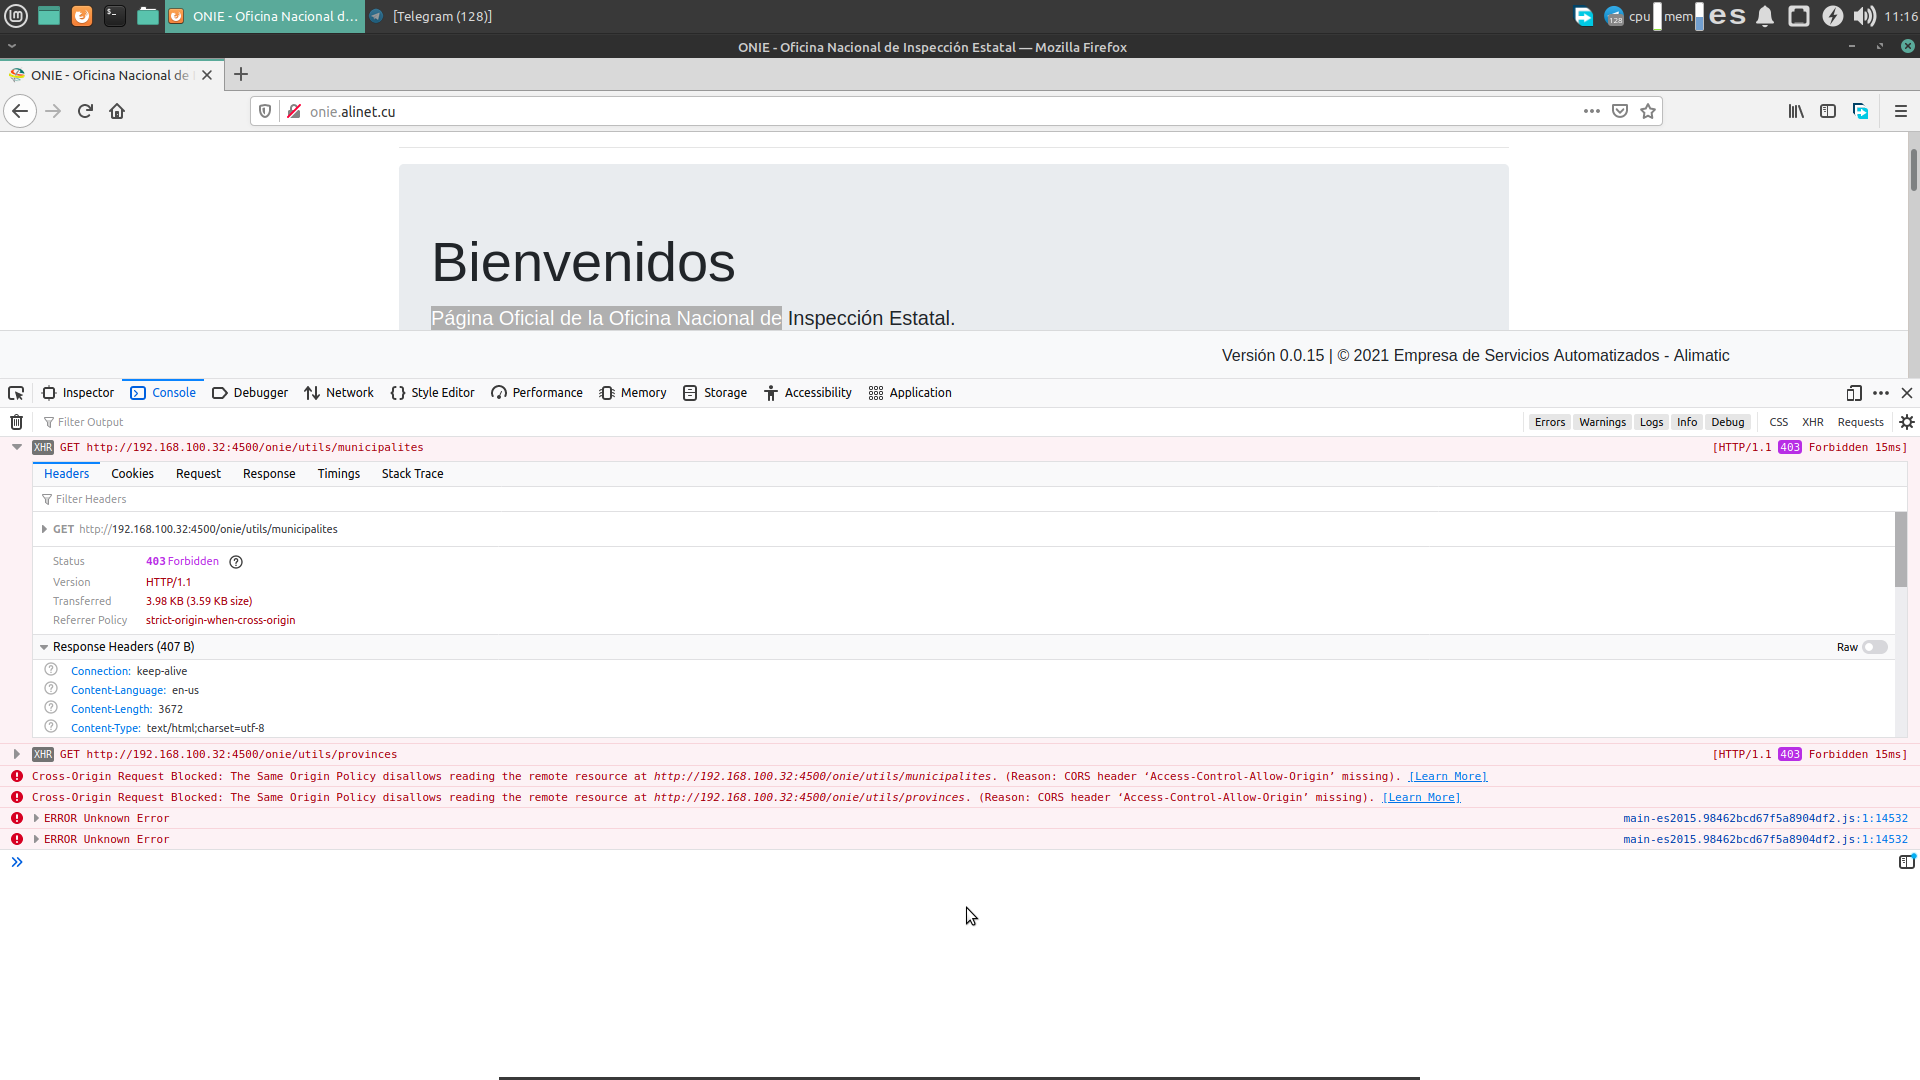 ONIE - Oficina Nacional d...
[Telegram (128)]
128
cpu
mem
es
11:16
ONIE - Oficina Nacional de Inspección Estatal — Mozilla Firefox
ONIE - Oficina Nacional de
onie.alinet.cu
Bienvenidos
Página Oficial de la Oficina Nacional de Inspección Estatal.
Versión 0.0.15 | © 2021 Empresa de Servicios Automatizados - Alimatic
Inspector Console Debugger Network Style Editor Performance Memory Storage Accessibility Application
Filter Output
Errors Warnings Logs Info Debug CSS XHR Requests
XHR GET http://192.168.100.32:4500/onie/utils/municipalites [HTTP/1.1 403 Forbidden 15ms]
Headers Cookies Request Response Timings Stack Trace
Filter Headers
GET http://192.168.100.32:4500/onie/utils/municipalites
Status 403 Forbidden
Version HTTP/1.1
Transferred 3.98 KB (3.59 KB size)
Referrer Policy strict-origin-when-cross-origin
Response Headers (407 B) Raw
Connection: keep-alive
Content-Language: en-us
Content-Length: 3672
Content-Type: text/html;charset=utf-8
XHR GET http://192.168.100.32:4500/onie/utils/provinces [HTTP/1.1 403 Forbidden 15ms]
Cross-Origin Request Blocked: The Same Origin Policy disallows reading the remote resource at http://192.168.100.32:4500/onie/utils/municipalites. (Reason: CORS header ‘Access-Control-Allow-Origin’ missing). [Learn More]
Cross-Origin Request Blocked: The Same Origin Policy disallows reading the remote resource at http://192.168.100.32:4500/onie/utils/provinces. (Reason: CORS header ‘Access-Control-Allow-Origin’ missing). [Learn More]
ERROR Unknown Error main-es2015.98462bcd67f5a8904df2.js:1:14532
ERROR Unknown Error main-es2015.98462bcd67f5a8904df2.js:1:14532